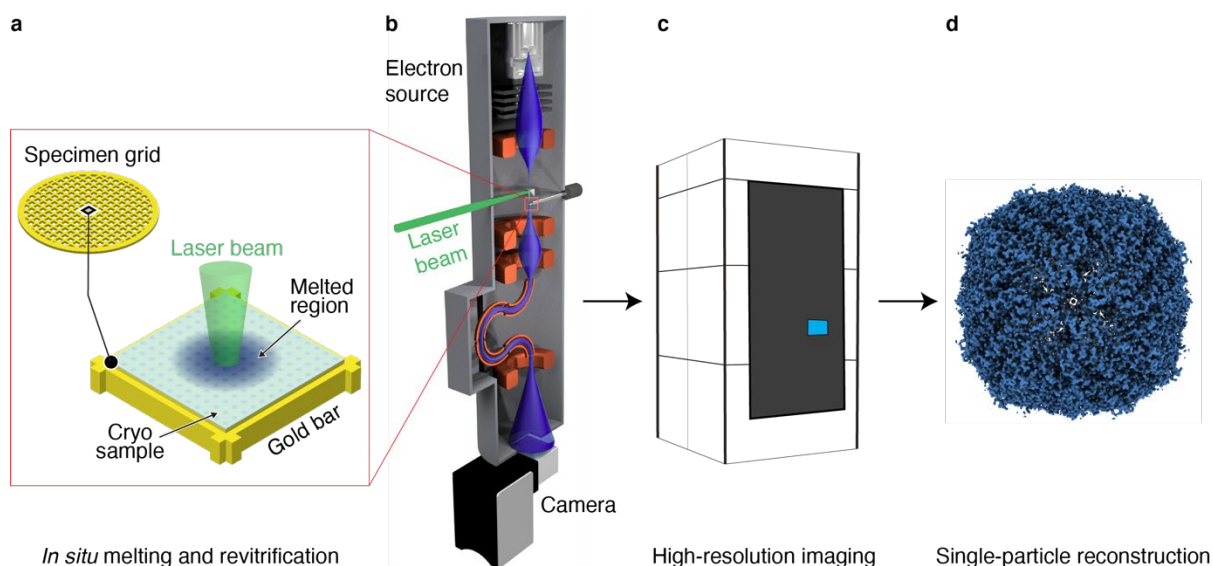 a
Specimen grid
Laser beam
Melted
region
Cryo
sample
Gold bar
In situ melting and revitrification
b
Electron
source
Laser
beam
Camera
c
High-resolution imaging
d
Single-particle reconstruction